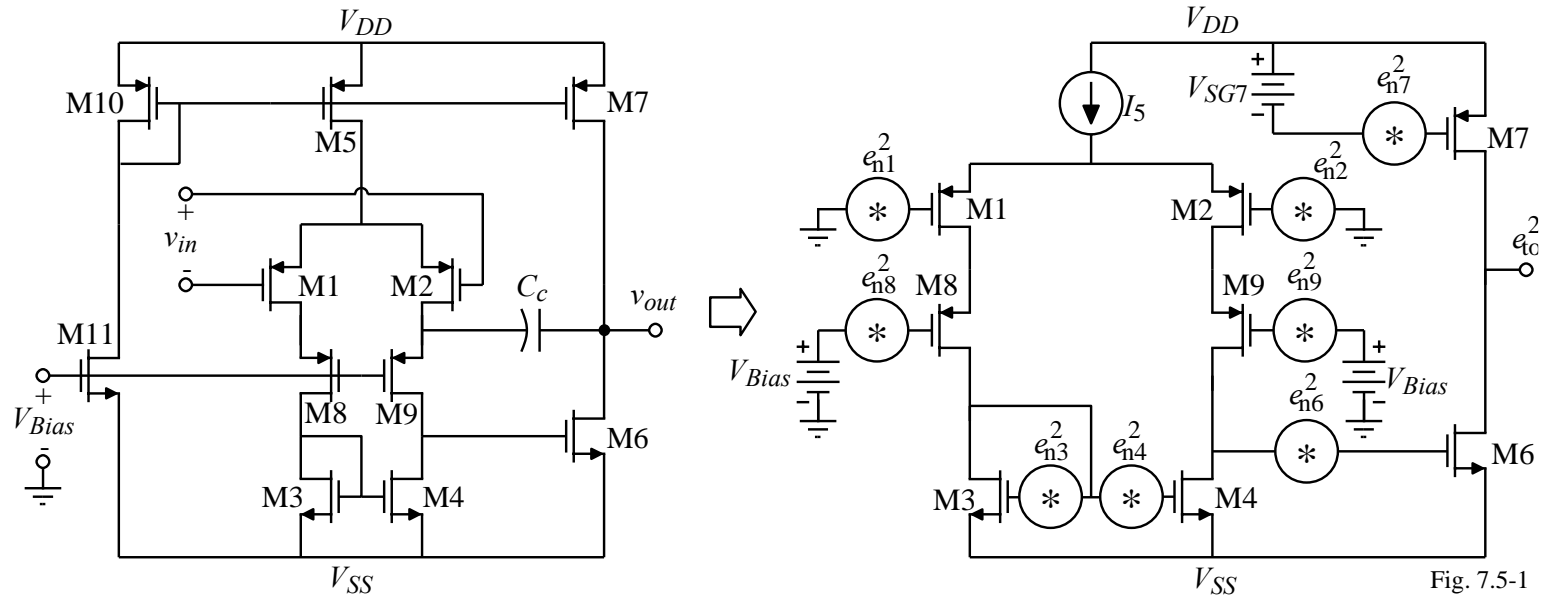 VDD
M10
M5
M7
+
vin
-
M1
M2
Cc
vout
M11
+
VBias
-
M8
M9
M6
M3
M4
VSS
VDD
I5
+
VSG7
-
e²n7
*
M7
e²n1
*
M1
M2
e²n2
*
e²to
e²n8
*
M8
M9
e²n9
*
+
VBias
-
+
VBias
-
e²n6
*
M6
M3
e²n3
*
e²n4
*
M4
VSS
Fig. 7.5-1